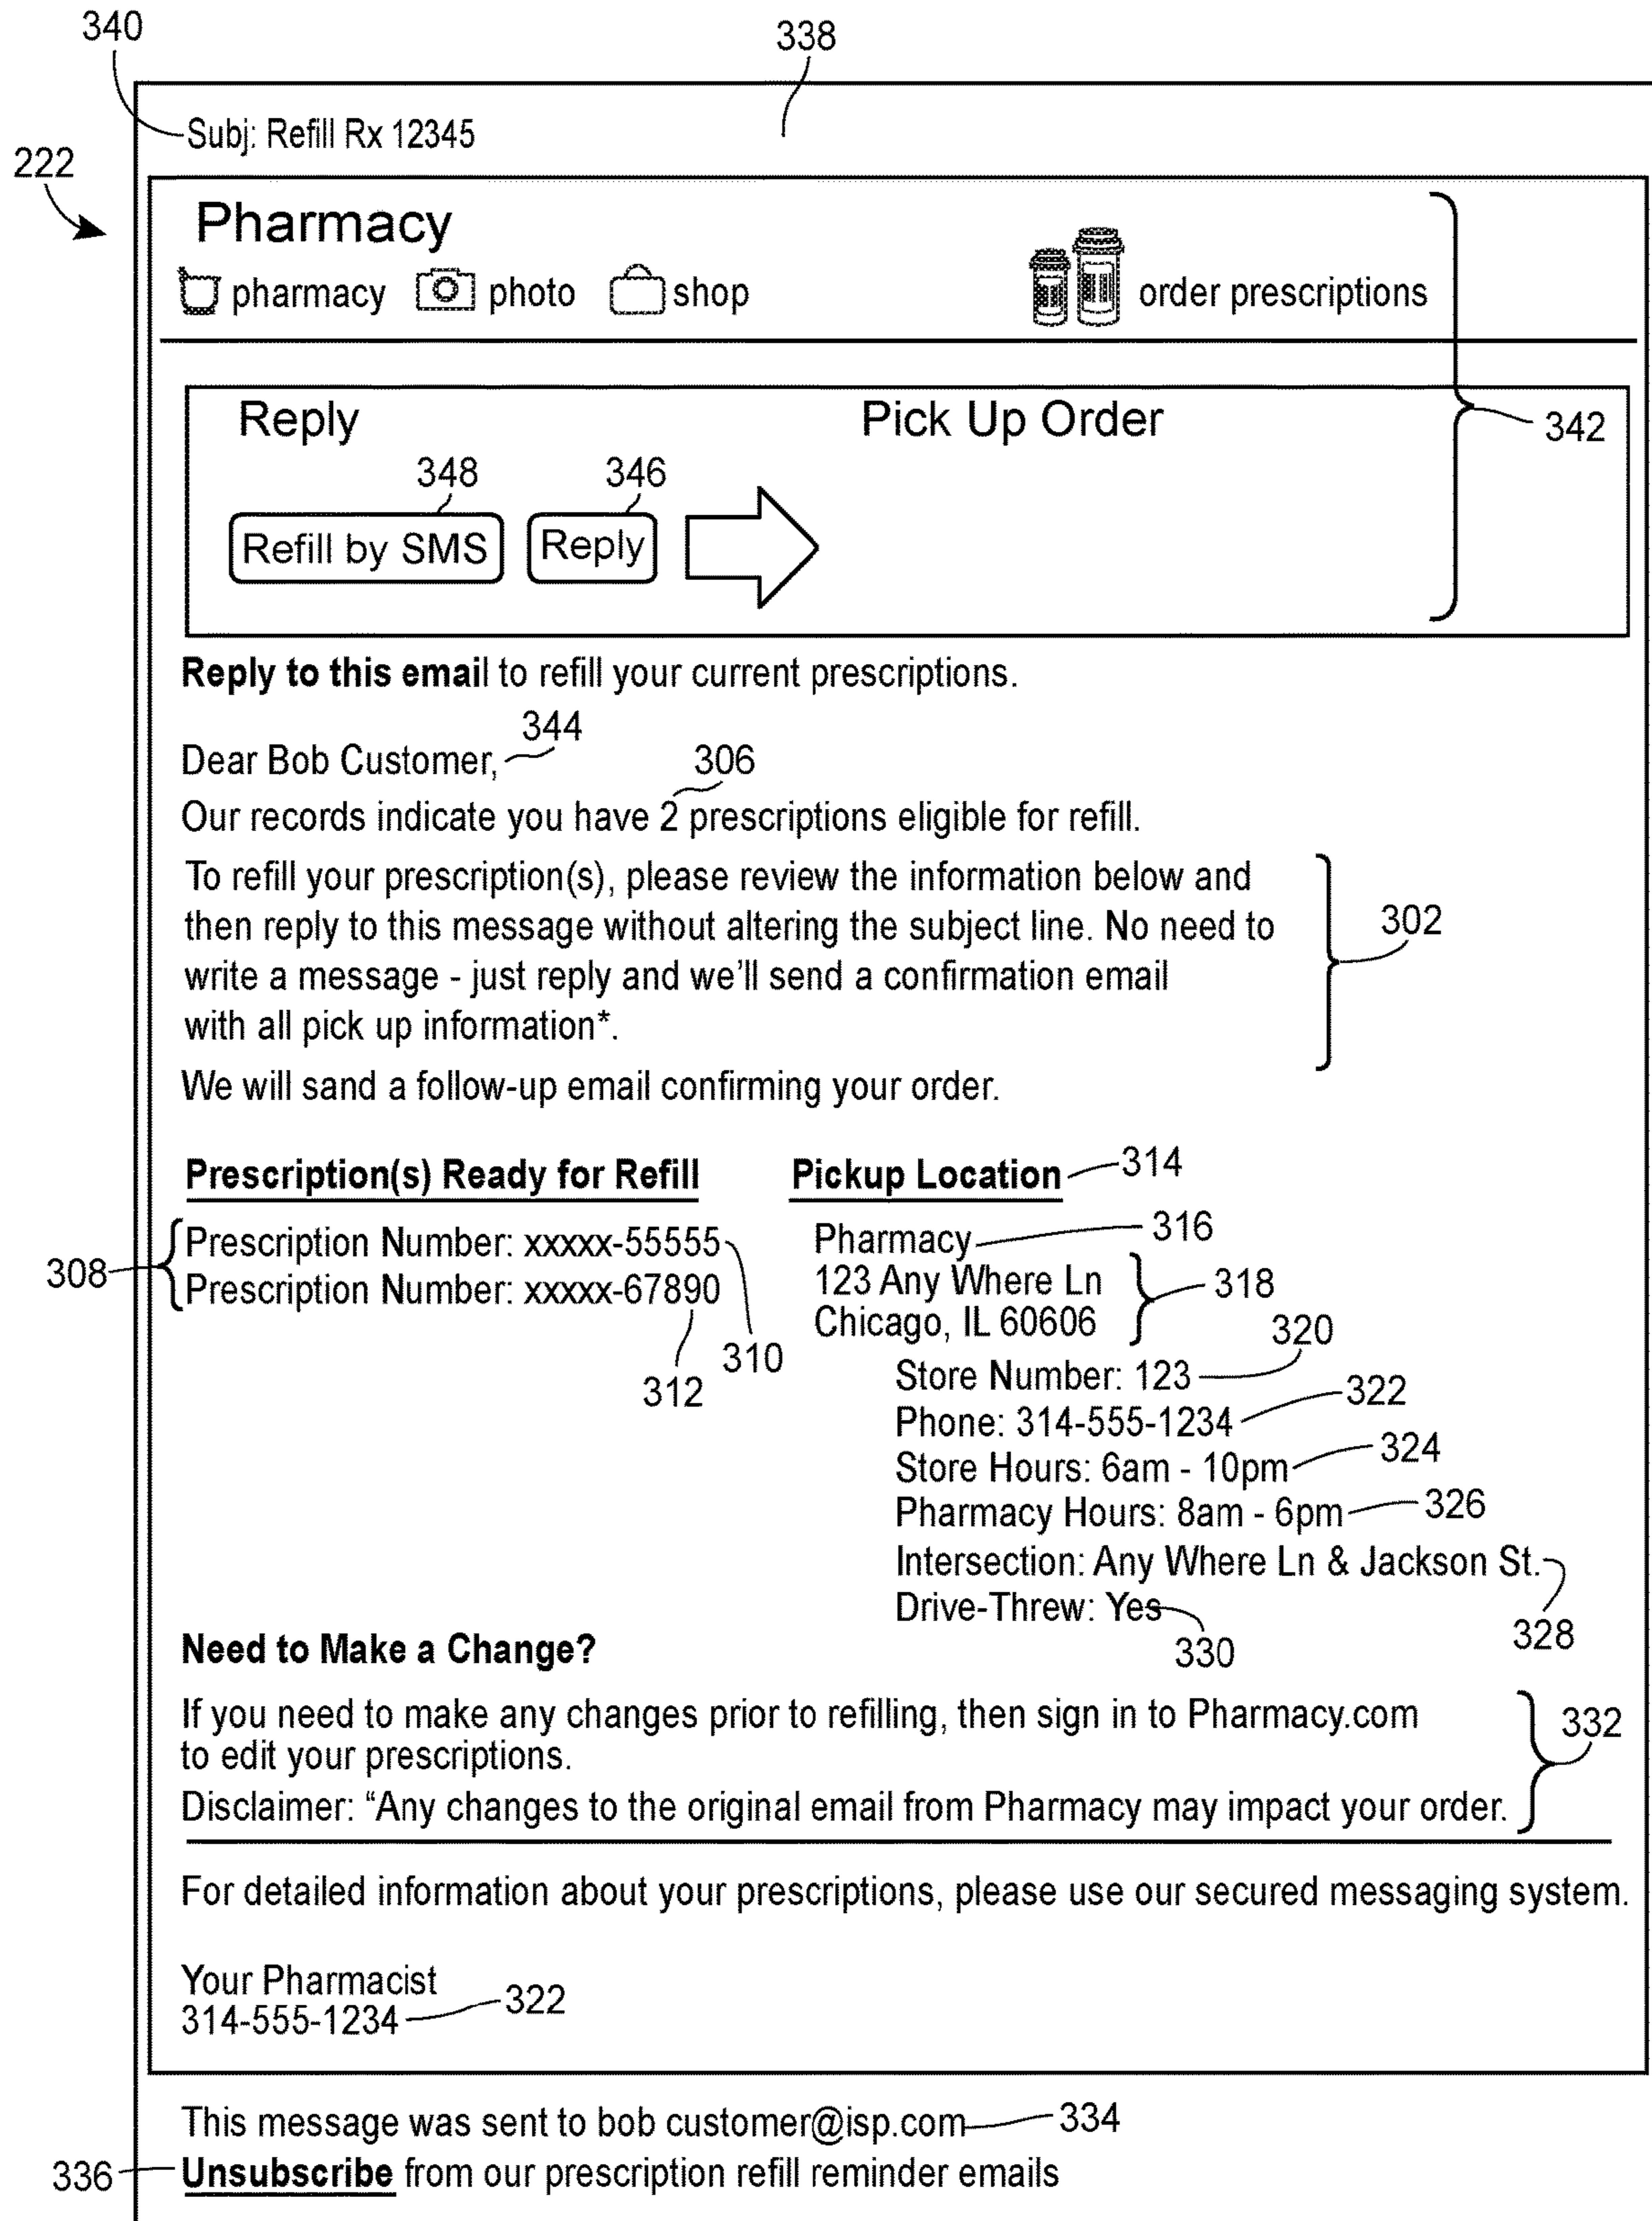 340
338
Subj: Refill Rx 12345
222
Pharmacy
pharmacy photo shop order prescriptions
Reply Pick Up Order
342
348 346
Refill by SMS Reply
Reply to this email to refill your current prescriptions.
344
Dear Bob Customer,
306
Our records indicate you have 2 prescriptions eligible for refill.
To refill your prescription(s), please review the information below and
then reply to this message without altering the subject line. No need to
302
write a message - just reply and we'll send a confirmation email
with all pick up information*.
We will sand a follow-up email confirming your order.
Prescription(s) Ready for Refill Pickup Location 314
Prescription Number: xxxxx-55555
308
Prescription Number: xxxxx-67890
310
312
Pharmacy 316
123 Any Where Ln
318
Chicago, IL 60606
320
Store Number: 123
322
Phone: 314-555-1234
324
Store Hours: 6am - 10pm
326
Pharmacy Hours: 8am - 6pm
Intersection: Any Where Ln & Jackson St.
328
Drive-Threw: Yes
330
Need to Make a Change?
If you need to make any changes prior to refilling, then sign in to Pharmacy.com
332
to edit your prescriptions.
Disclaimer: “Any changes to the original email from Pharmacy may impact your order.
For detailed information about your prescriptions, please use our secured messaging system.
Your Pharmacist
314-555-1234 322
This message was sent to bob customer@isp.com 334
336 Unsubscribe from our prescription refill reminder emails